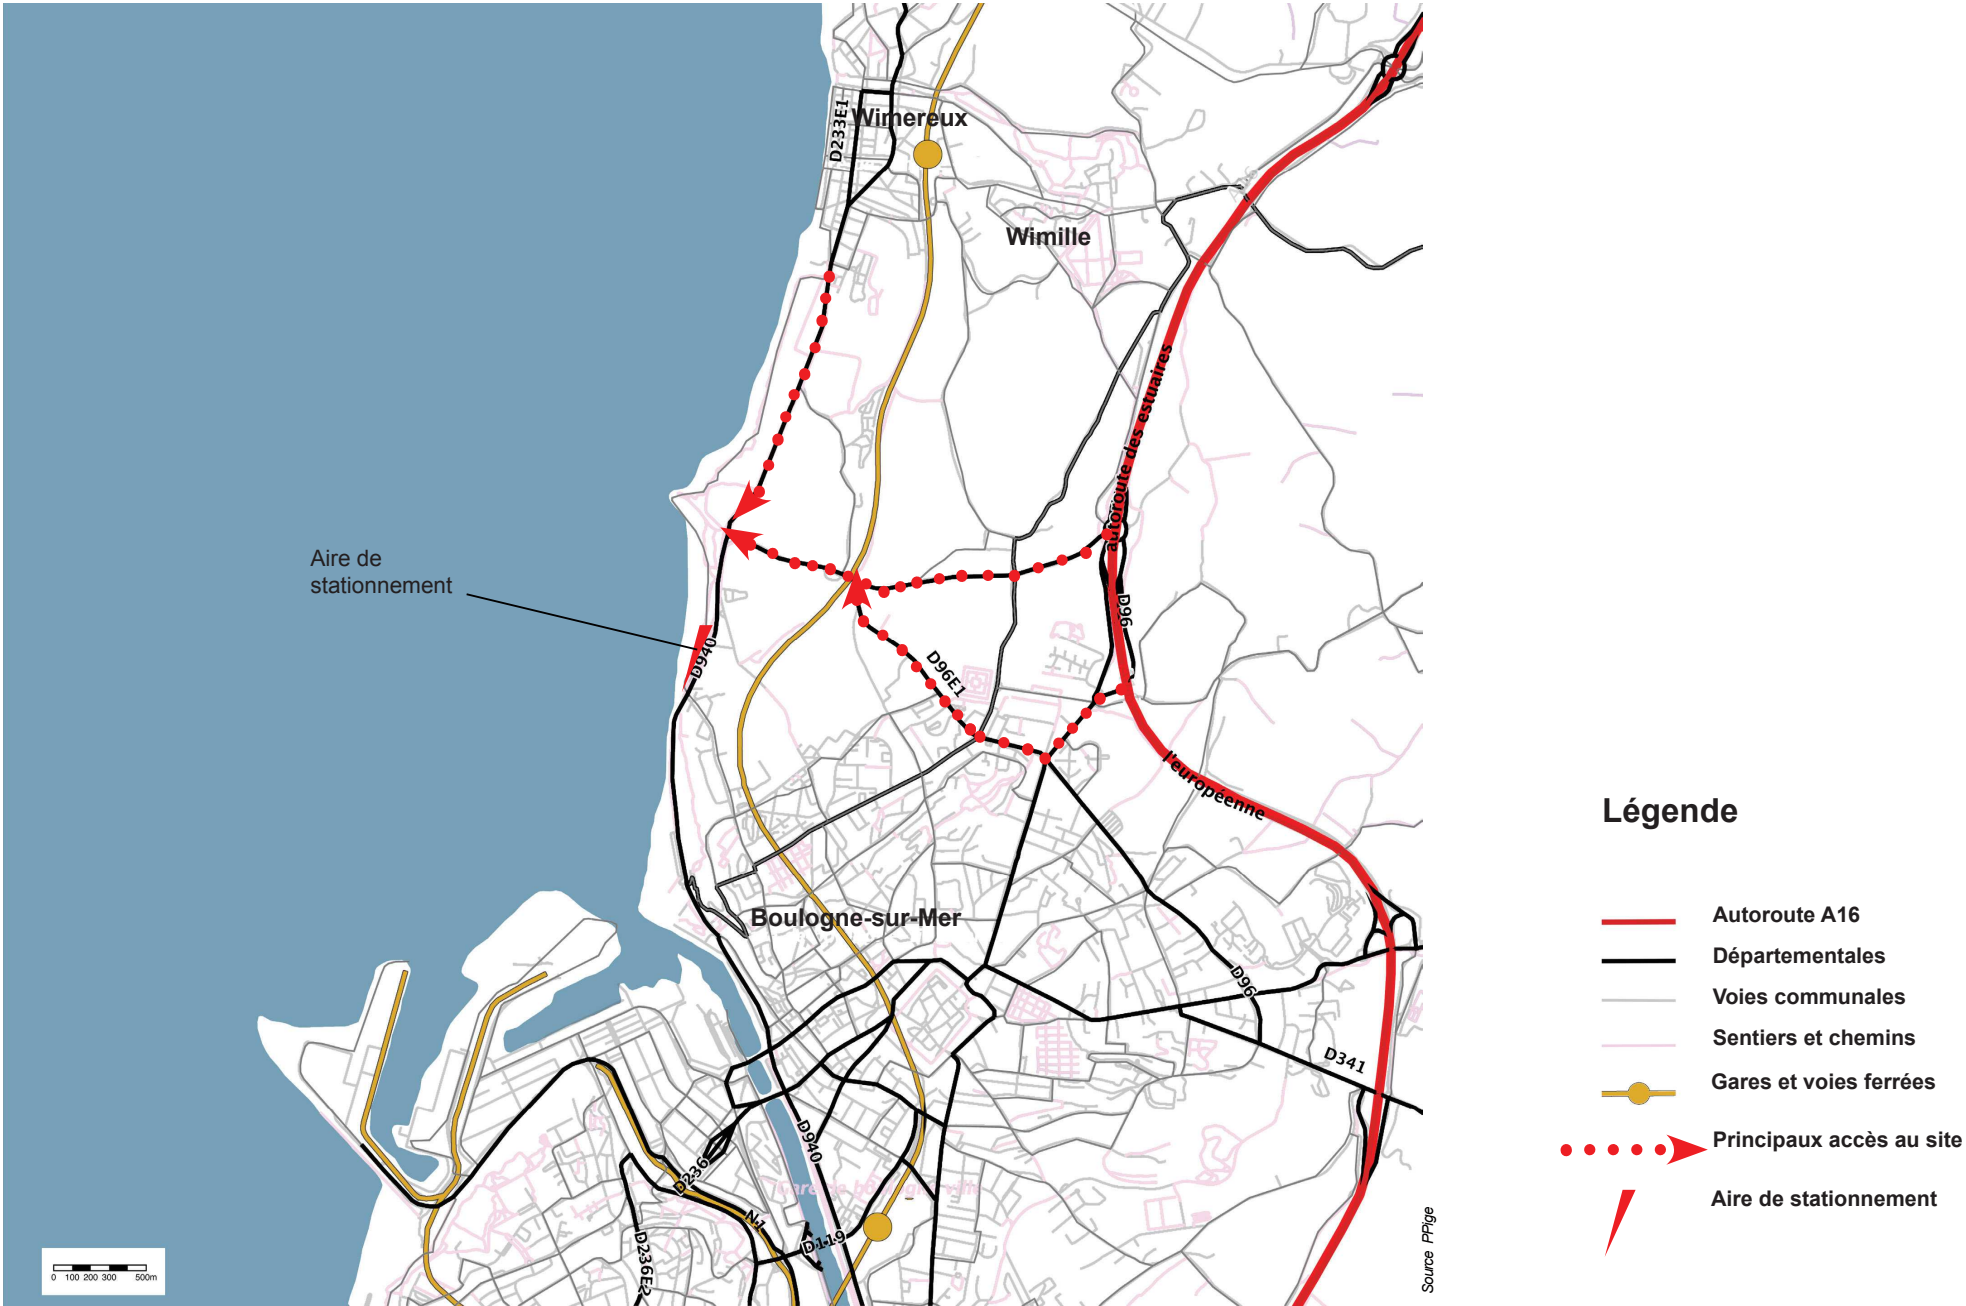 Wimereux
D233E1
Wimille
autoroute des estuaires
Aire de
stationnement
D96
D940
D96E1
l'européenne
Légende
Autoroute A16
Boulogne-sur-Mer
Départementales
D96
Voies communales
Sentiers et chemins
D341
Gares et voies ferrées
D940
Principaux accès au site
D236
Aire de stationnement
N1
D119
D236E2
Source PPige
0 100 200 300 500m